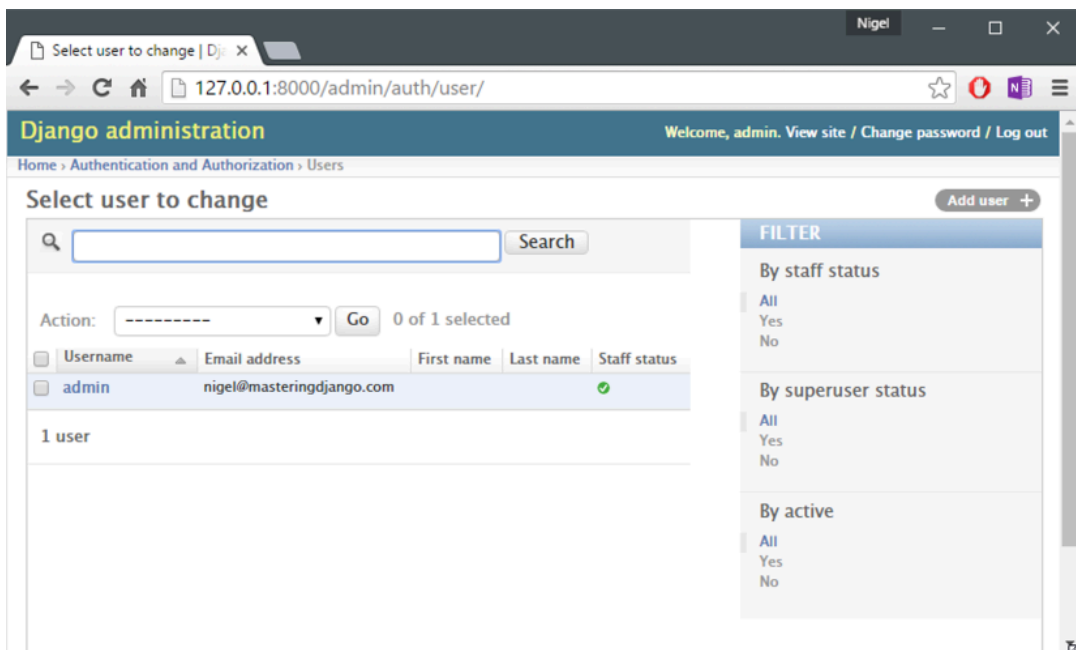 Nigel
Select user to change | Dj
127.0.0.1:8000/admin/auth/user/
Django administration
Welcome, admin. View site / Change password / Log out
Home › Authentication and Authorization › Users
Select user to change
Add user +
Search
Action: --------- Go 0 of 1 selected
Username Email address First name Last name Staff status
admin nigel@masteringdjango.com
1 user
FILTER
By staff status
All
Yes
No
By superuser status
All
Yes
No
By active
All
Yes
No